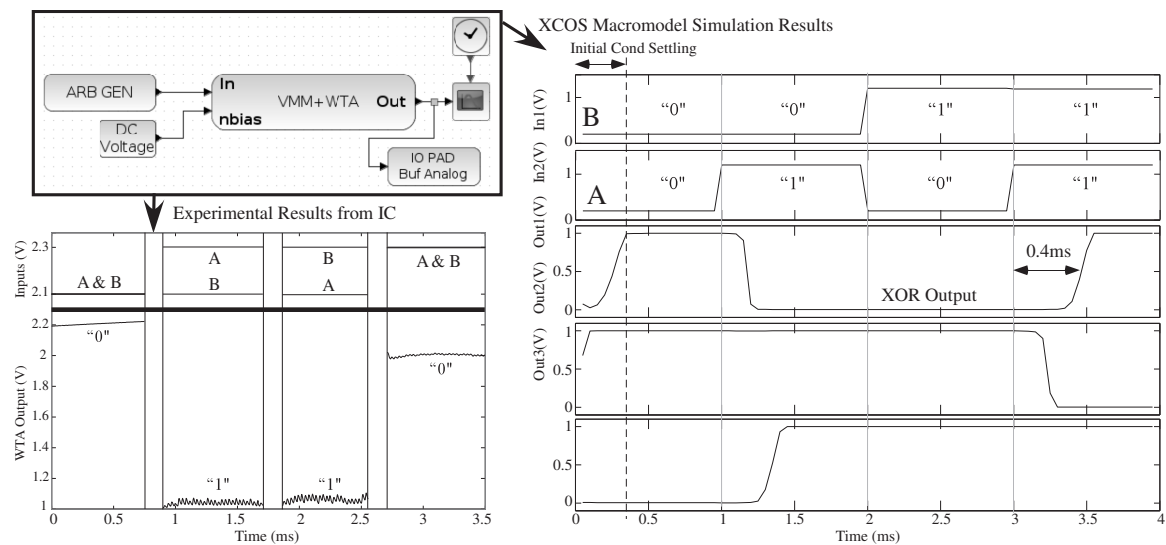 XCOS Macromodel Simulation Results
ARB GEN
DC
Voltage
In
nbias
VMM+WTA
Out
IO PAD
Buf Analog
Experimental Results from IC
Inputs (V)
2.3
2.1
A & B
A
B
B
A
A & B
WTA Output (V)
2.2
2
1.8
1.6
1.4
1.2
1
“0"
“1"
“1"
“0"
0
0.5
1
1.5
2
2.5
3
3.5
Time (ms)
Initial Cond Settling
In1(V)
1
0
B
“0"
“0"
“1"
“1"
In2(V)
1
0
A
“0"
“1"
“0"
“1"
Out1(V)
1
0.5
0
0.4ms
XOR Output
Out2(V)
1
0.5
0
Out3(V)
1
0.5
0
0
0.5
1
1.5
2
2.5
3
3.5
4
Time (ms)